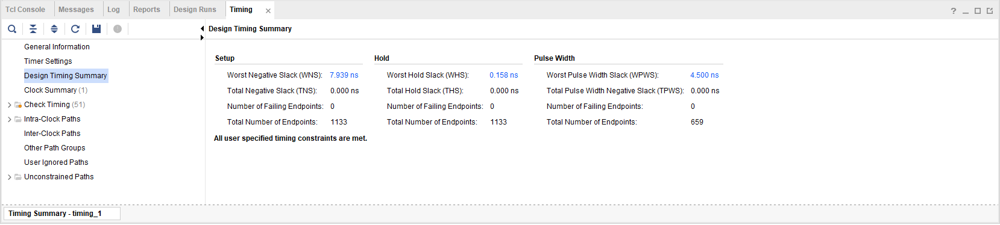 Tcl Console Messages Log Reports Design Runs Timing
Design Timing Summary
General Information
Timer Settings
Design Timing Summary
Clock Summary (1)
Check Timing (51)
Intra-Clock Paths
Inter-Clock Paths
Other Path Groups
User Ignored Paths
Unconstrained Paths
Setup Hold Pulse Width
Worst Negative Slack (WNS): 7.939 ns Worst Hold Slack (WHS): 0.158 ns Worst Pulse Width Slack (WPWS): 4.500 ns
Total Negative Slack (TNS): 0.000 ns Total Hold Slack (THS): 0.000 ns Total Pulse Width Negative Slack (TPWS): 0.000 ns
Number of Failing Endpoints: 0 Number of Failing Endpoints: 0 Number of Failing Endpoints: 0
Total Number of Endpoints: 1133 Total Number of Endpoints: 1133 Total Number of Endpoints: 659
All user specified timing constraints are met.
Timing Summary - timing_1